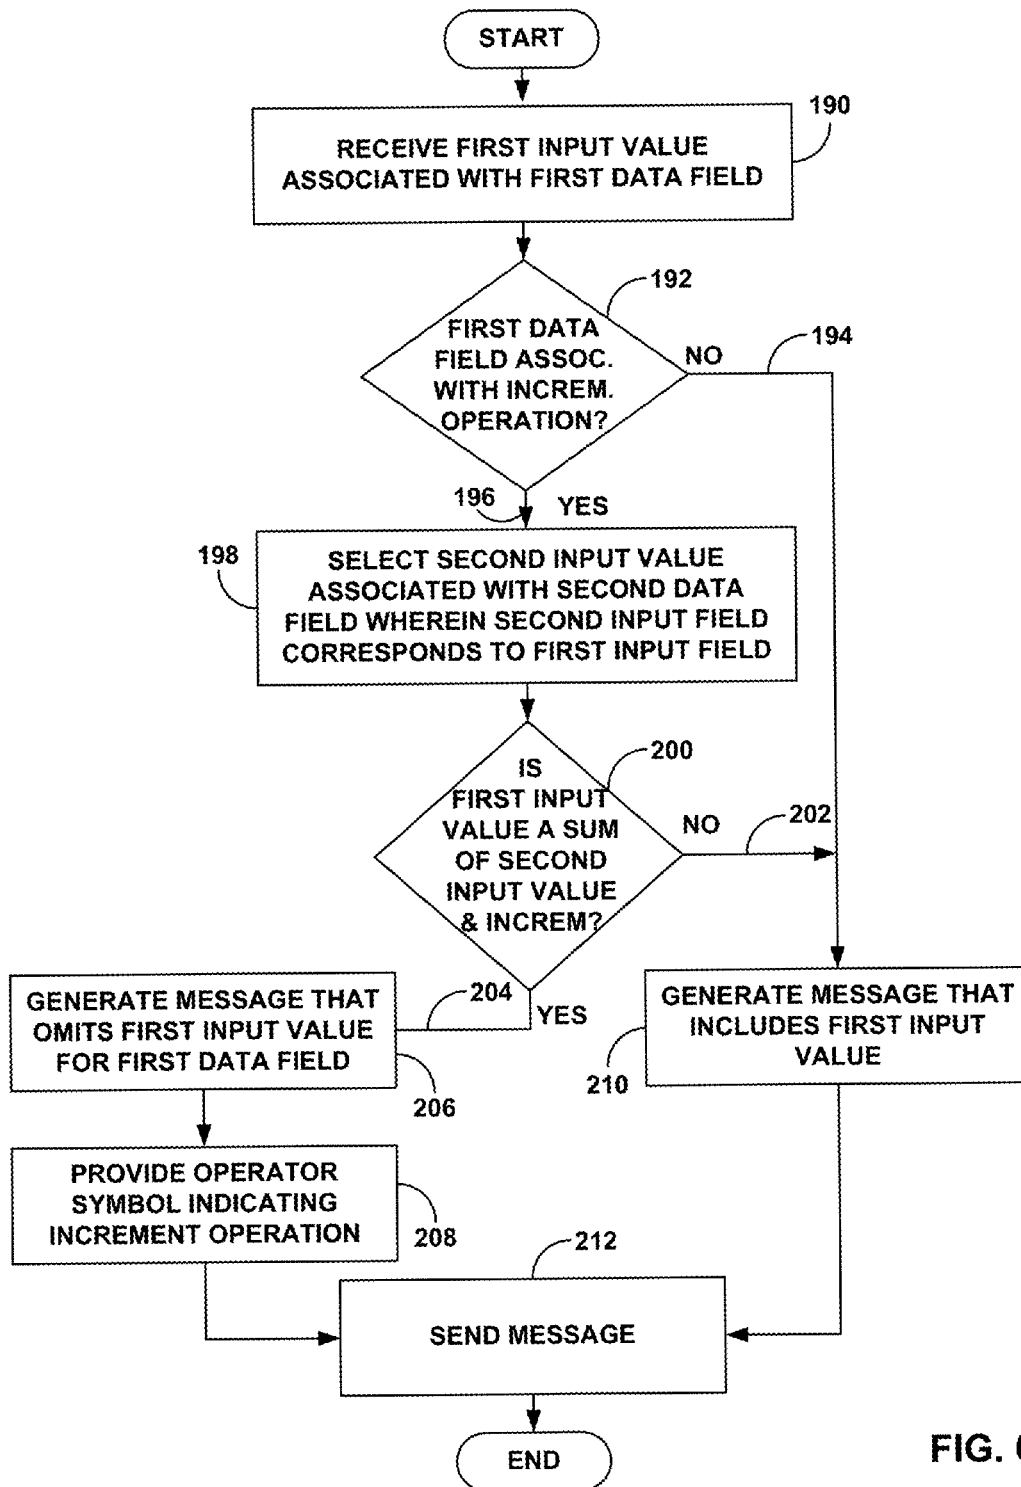 START
190
RECEIVE FIRST INPUT VALUE
ASSOCIATED WITH FIRST DATA FIELD
192
FIRST DATA
FIELD ASSOC.
WITH INCREM.
OPERATION?
NO
194
196
YES
198
SELECT SECOND INPUT VALUE
ASSOCIATED WITH SECOND DATA
FIELD WHEREIN SECOND INPUT FIELD
CORRESPONDS TO FIRST INPUT FIELD
200
IS
FIRST INPUT
VALUE A SUM
OF SECOND
INPUT VALUE
& INCREM?
NO
202
204
YES
GENERATE MESSAGE THAT
OMITS FIRST INPUT VALUE
FOR FIRST DATA FIELD
206
GENERATE MESSAGE THAT
INCLUDES FIRST INPUT
VALUE
210
PROVIDE OPERATOR
SYMBOL INDICATING
INCREMENT OPERATION
208
212
SEND MESSAGE
END
FIG.